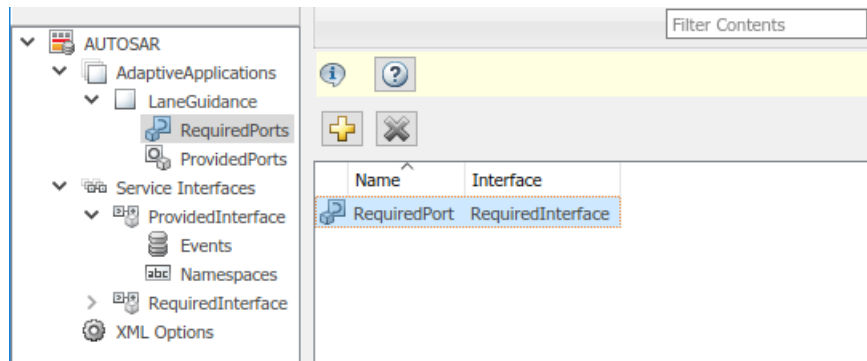 Filter Contents
AUTOSAR
AdaptiveApplications
LaneGuidance
RequiredPorts
ProvidedPorts
Service Interfaces
ProvidedInterface
Events
abc Namespaces
RequiredInterface
XML Options
Name Interface
RequiredPort RequiredInterface